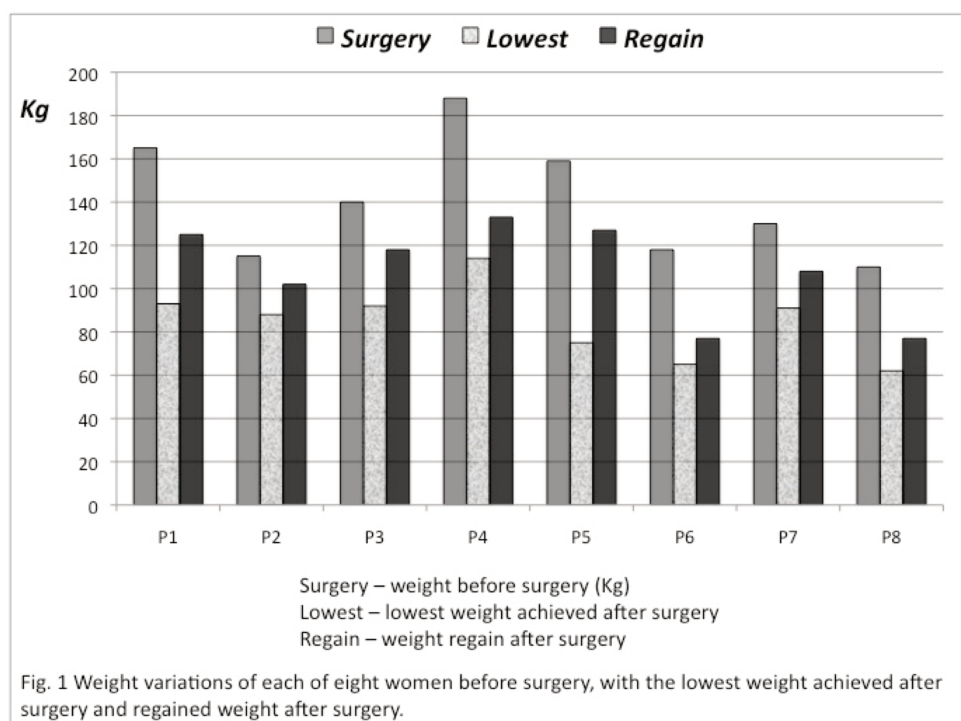 Surgery Lowest Regain
Kg
200
180
160
140
120
100
80
60
40
20
0
P1 P2 P3 P4 P5 P6 P7 P8
Surgery – weight before surgery (Kg)
Lowest – lowest weight achieved after surgery
Regain – weight regain after surgery
Fig. 1 Weight variations of each of eight women before surgery, with the lowest weight achieved after
surgery and regained weight after surgery.